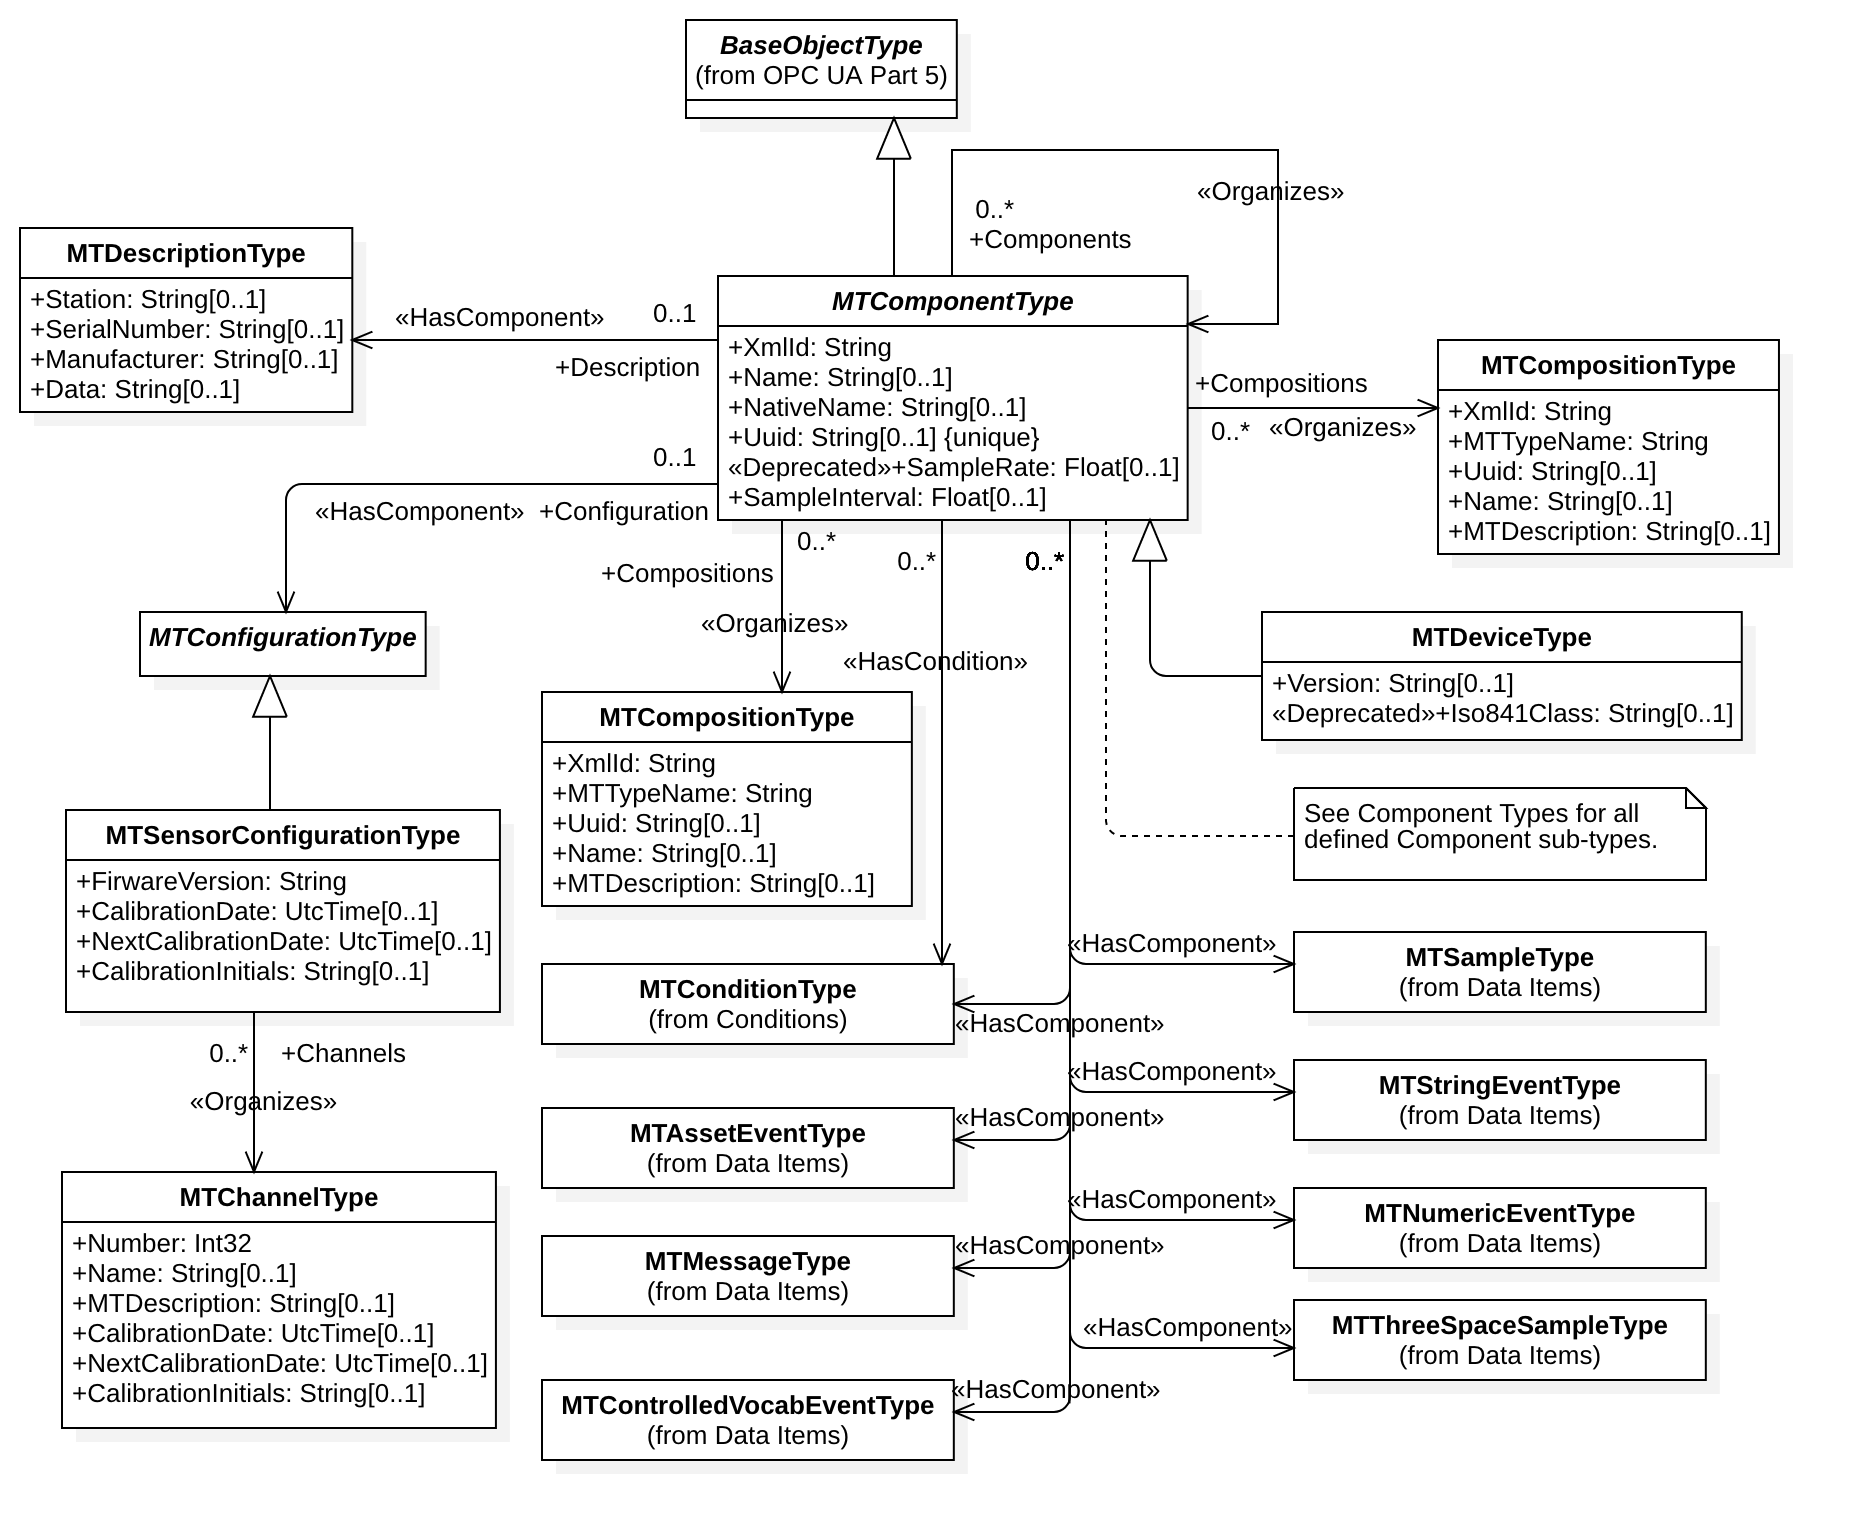 BaseObjectType
(from OPC UA Part 5)
«Organizes»
0..*
+Components
MTDescriptionType
+Station: String[0..1]
+SerialNumber: String[0..1]
+Manufacturer: String[0..1]
+Data: String[0..1]
«HasComponent»
0..1
+Description
MTComponentType
+XmlId: String
+Name: String[0..1]
+NativeName: String[0..1]
+Uuid: String[0..1] {unique}
«Deprecated»+SampleRate: Float[0..1]
+SampleInterval: Float[0..1]
+Compositions
0..*
«Organizes»
MTCompositionType
+XmlId: String
+MTTypeName: String
+Uuid: String[0..1]
+Name: String[0..1]
+MTDescription: String[0..1]
0..1
«HasComponent»
+Configuration
0..*
+Compositions
«Organizes»
0..*
«HasCondition»
0..*
MTConfigurationType
MTDeviceType
+Version: String[0..1]
«Deprecated»+Iso841Class: String[0..1]
MTCompositionType
+XmlId: String
+MTTypeName: String
+Uuid: String[0..1]
+Name: String[0..1]
+MTDescription: String[0..1]
See Component Types for all
defined Component sub-types.
MTSensorConfigurationType
+FirwareVersion: String
+CalibrationDate: UtcTime[0..1]
+NextCalibrationDate: UtcTime[0..1]
+CalibrationInitials: String[0..1]
0..*
+Channels
«Organizes»
MTChannelType
+Number: Int32
+Name: String[0..1]
+MTDescription: String[0..1]
+CalibrationDate: UtcTime[0..1]
+NextCalibrationDate: UtcTime[0..1]
+CalibrationInitials: String[0..1]
«HasComponent»
MTSampleType
(from Data Items)
MTConditionType
(from Conditions)
«HasComponent»
«HasComponent»
MTStringEventType
(from Data Items)
«HasComponent»
MTAssetEventType
(from Data Items)
«HasComponent»
MTNumericEventType
(from Data Items)
«HasComponent»
MTMessageType
(from Data Items)
«HasComponent»
MTThreeSpaceSampleType
(from Data Items)
«HasComponent»
MTControlledVocabEventType
(from Data Items)